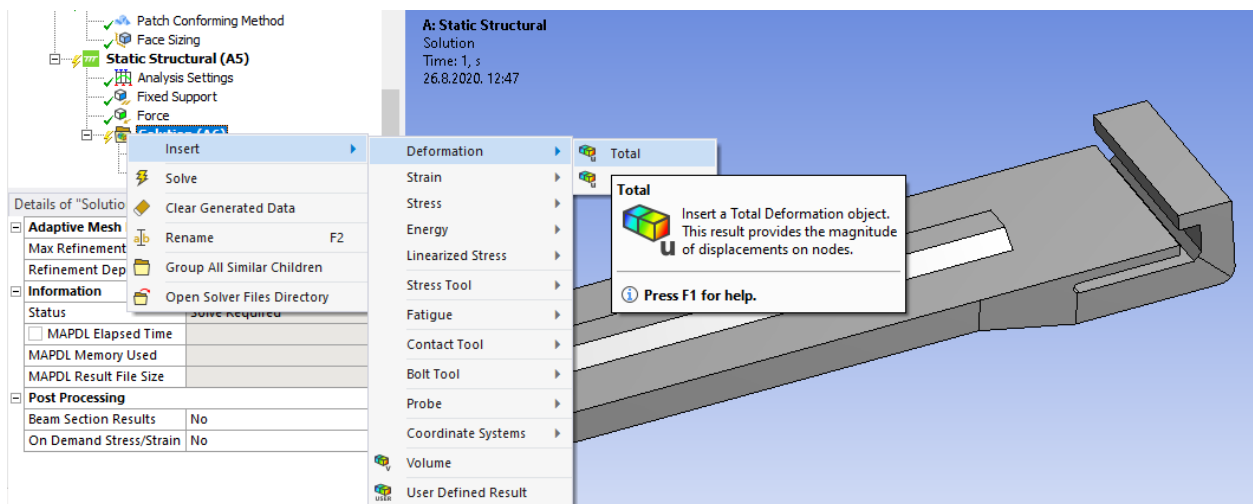 Patch Conforming Method
Face Sizing
Static Structural (A5)
Analysis Settings
Fixed Support
Force
Solution (A6)
Details of "Solutio
Adaptive Mesh
Max Refinement
Refinement Dep
Information
Status
Solve Required
MAPDL Elapsed Time
MAPDL Memory Used
MAPDL Result File Size
Post Processing
Beam Section Results No
On Demand Stress/Strain No
Insert
Solve
Clear Generated Data
Rename F2
Group All Similar Children
Open Solver Files Directory
Deformation
Strain
Stress
Energy
Linearized Stress
Stress Tool
Fatigue
Contact Tool
Bolt Tool
Probe
Coordinate Systems
Volume
User Defined Result
Total
Total
Insert a Total Deformation object.
This result provides the magnitude
of displacements on nodes.
Press F1 for help.
A: Static Structural
Solution
Time: 1, s
26.8.2020. 12:47